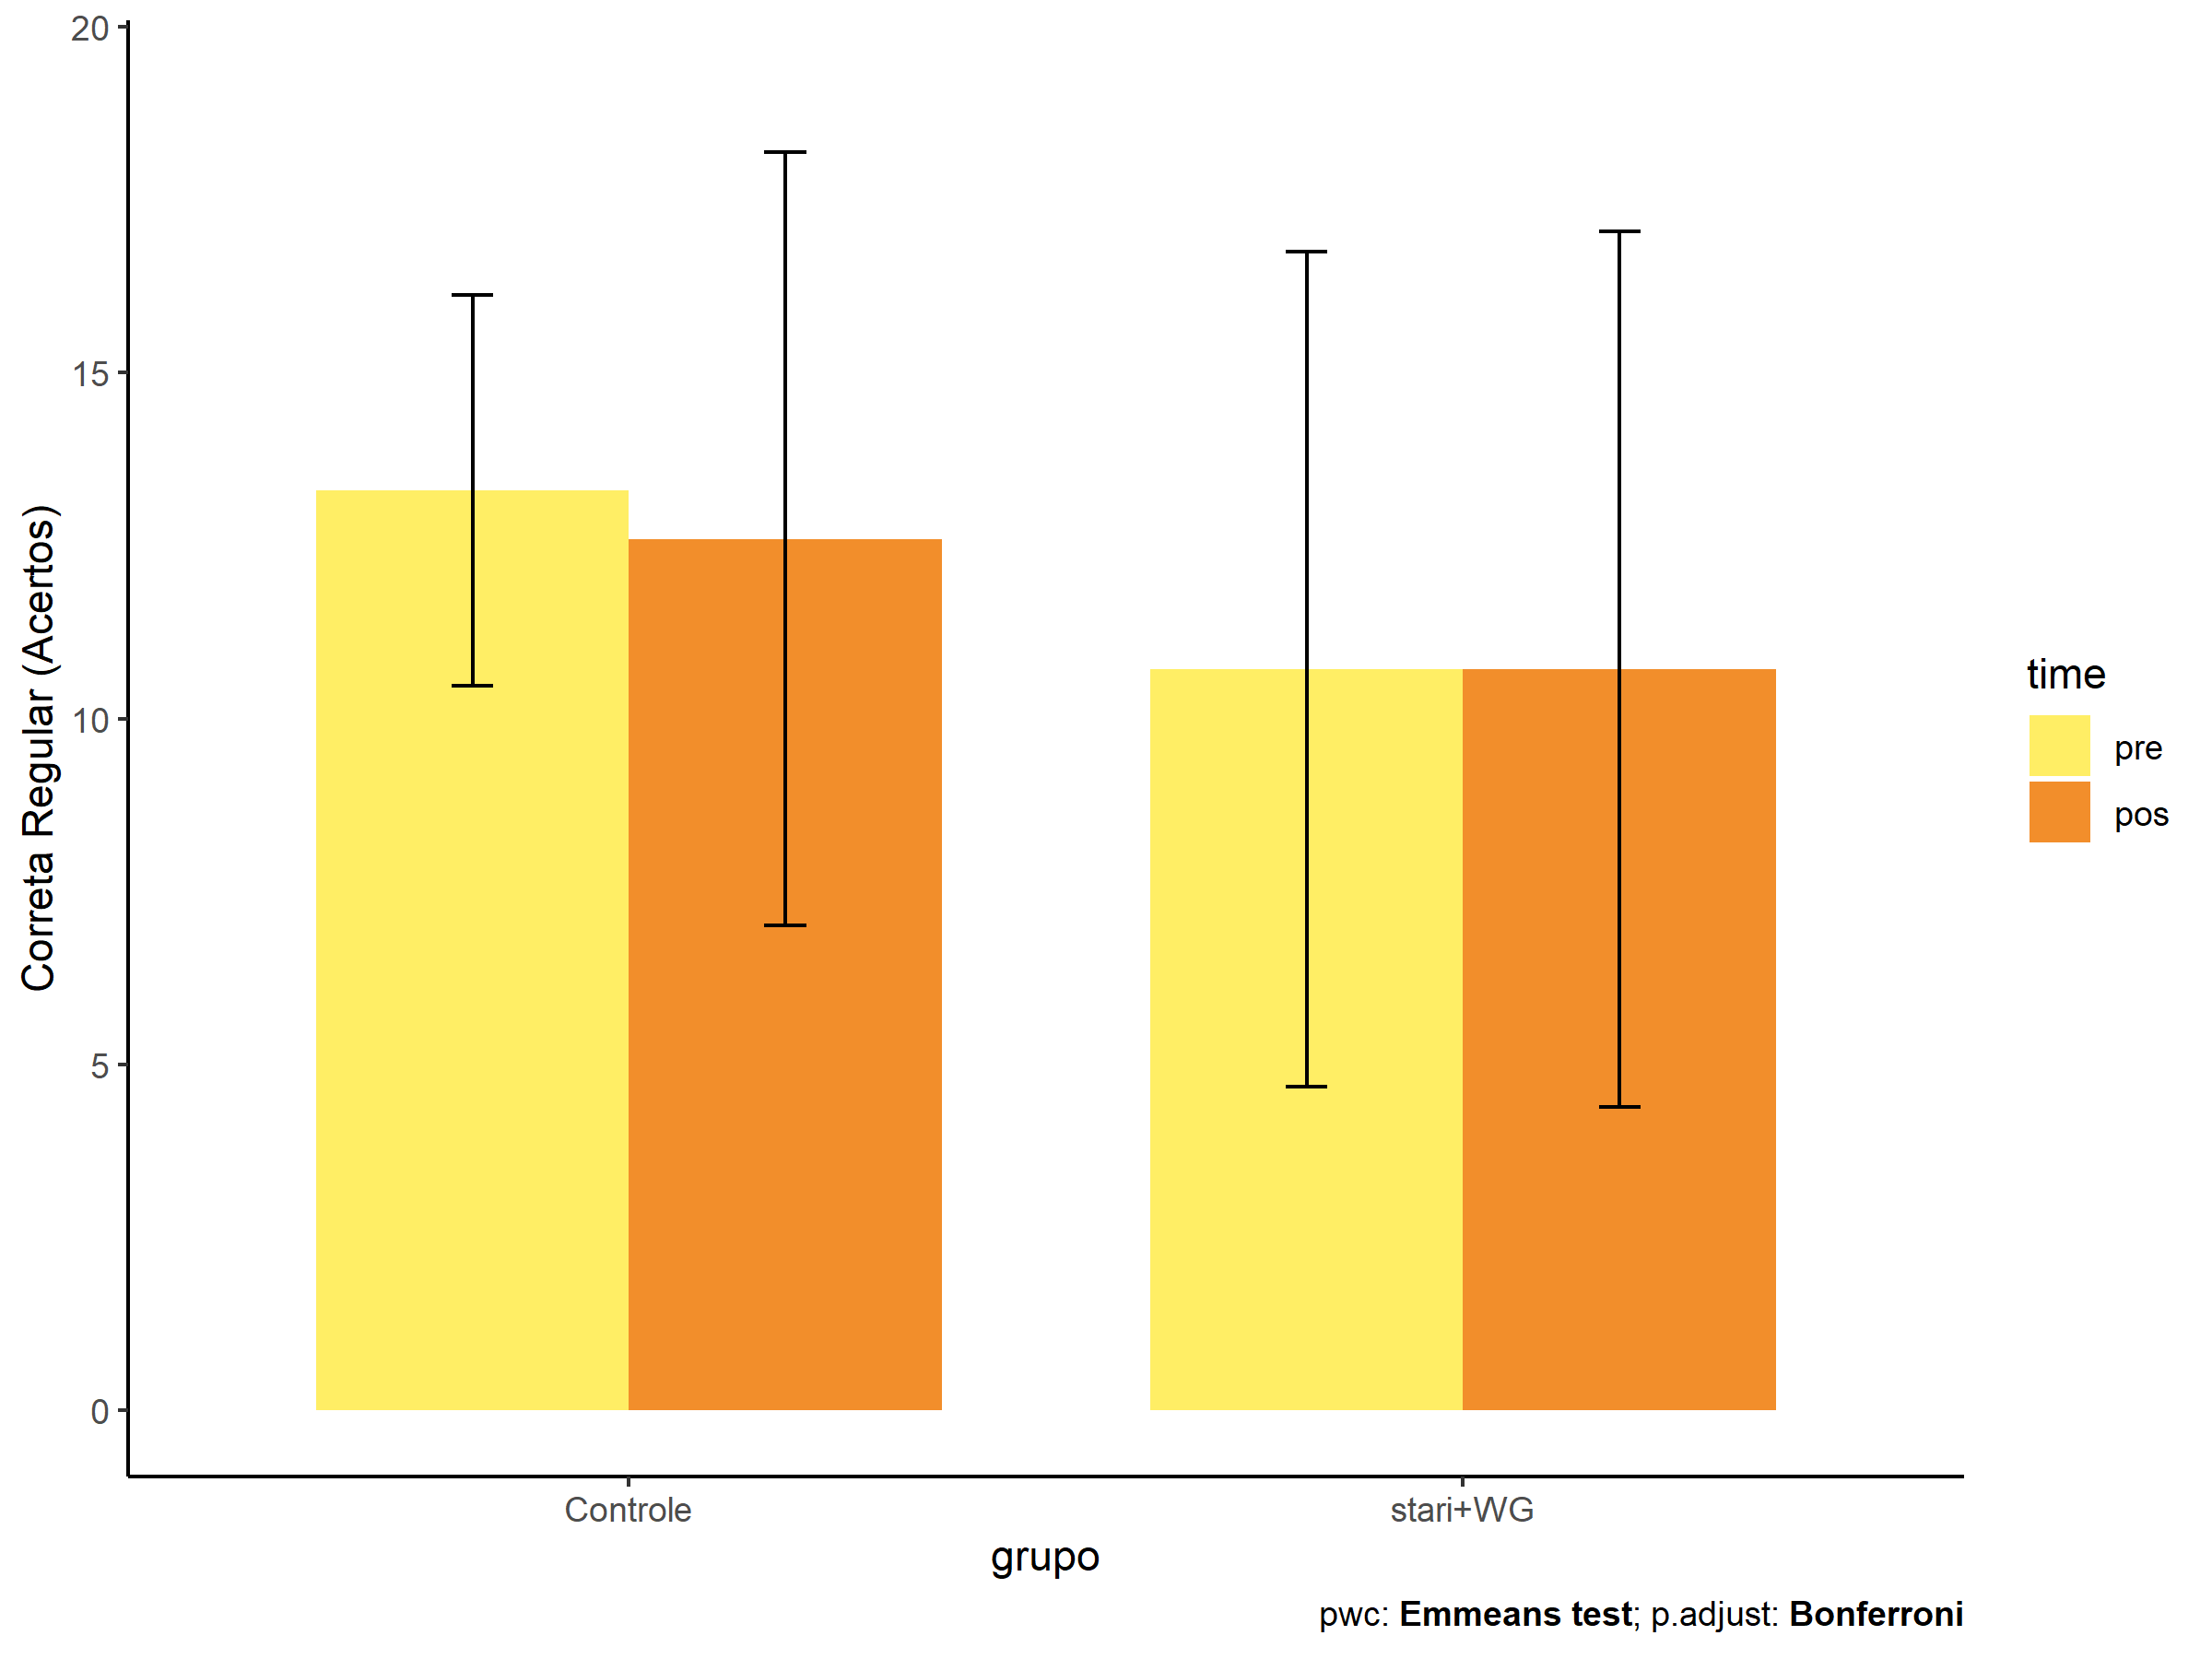 20
15
10
5
0
Correta Regular (Acertos)
Controle
stari+WG
grupo
time
pre
pos
pwc: Emmeans test; p.adjust: Bonferroni